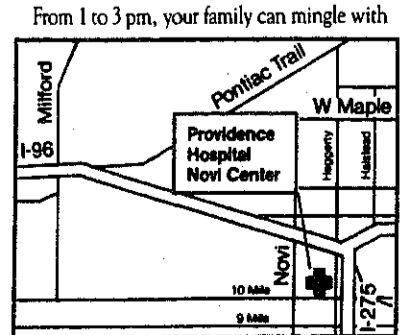 From 1 to 3 pm, your family can mingle with
Pontiac Trail
Milford
W Maple
I-96
Providence
Hospital
Novi Center
Haggerty
Halstead
Novi
10 Mile
9 Mile
I-275